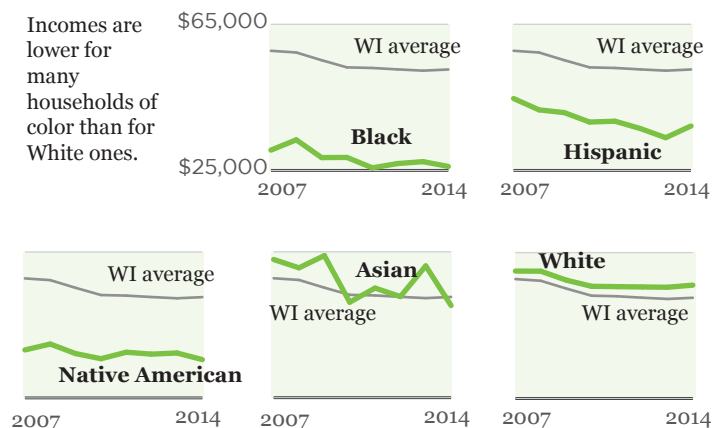 Incomes are
lower for
many
households of
color than for
White ones.
$65,000
WI average
Black
$25,000
2007
2014
WI average
Hispanic
2007
2014
WI average
Native American
2007
2014
Asian
WI average
2007
2014
White
WI average
2007
2014